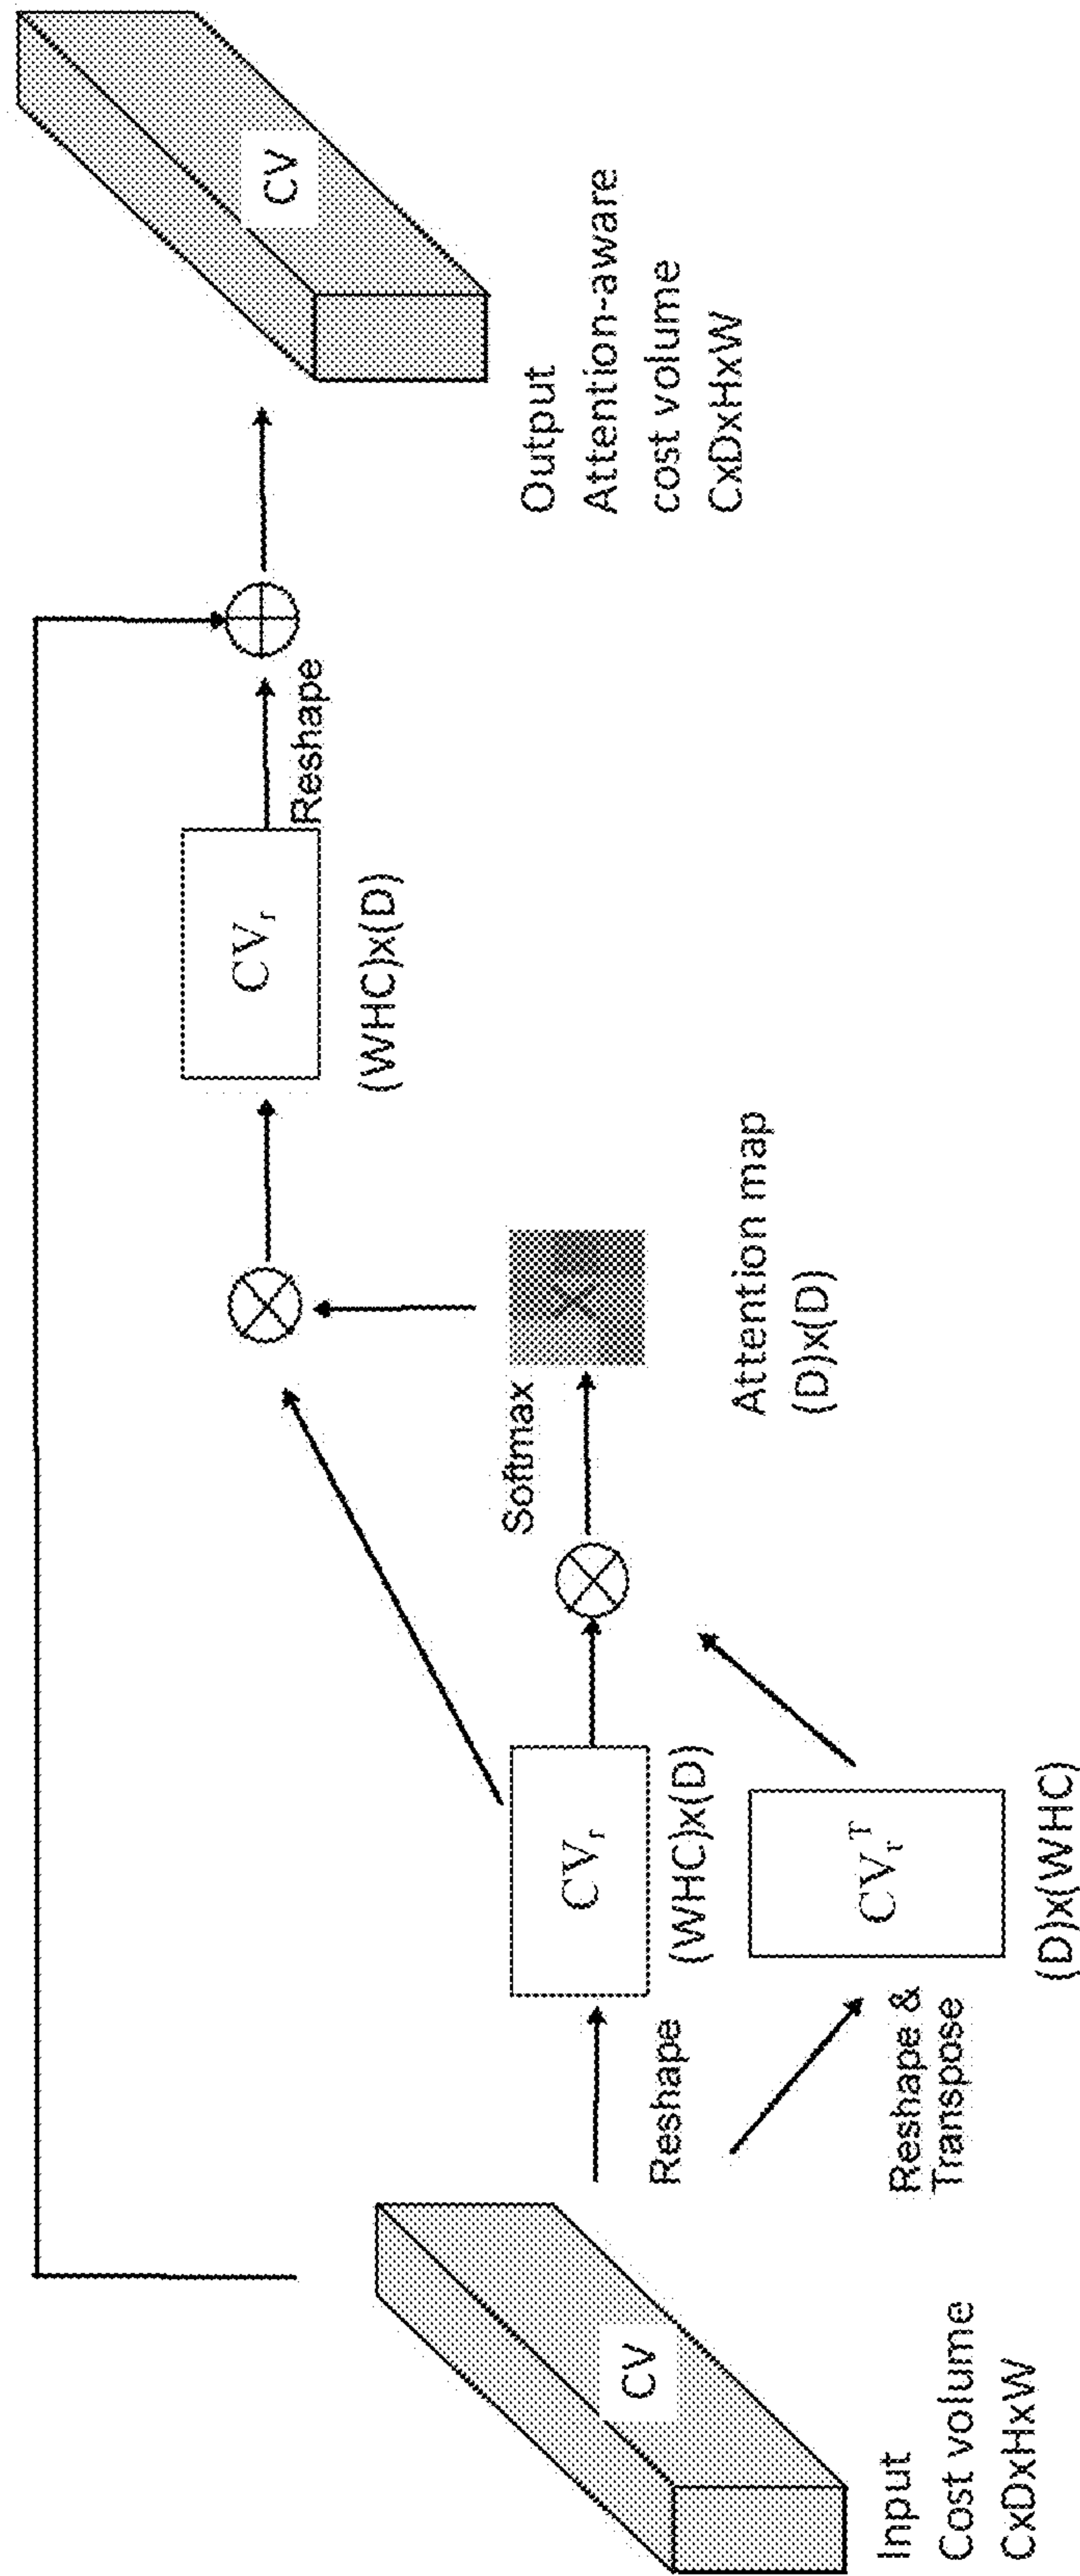 Input
Cost volume
CxDxHxW
CV
Reshape
Reshape &
Transpose
CVᵣ
(WHC)x(D)
CVᵣᵀ
(D)x(WHC)
Softmax
Attention map
(D)x(D)
CVᵣ
(WHC)x(D)
Reshape
CV
Output
Attention-aware
cost volume
CxDxHxW